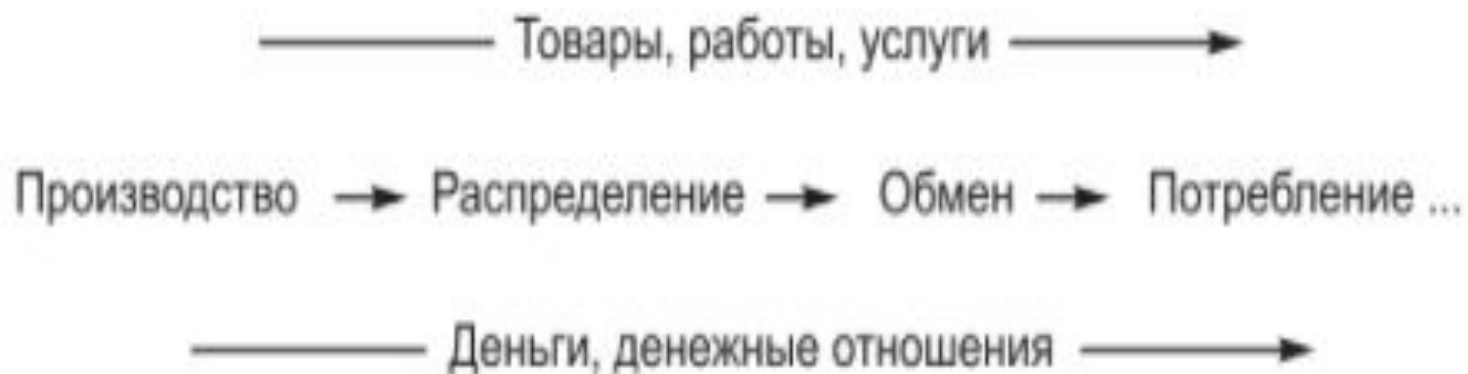 Товары, работы, услуги
Производство Распределение Обмен Потребление ...
Деньги, денежные отношения